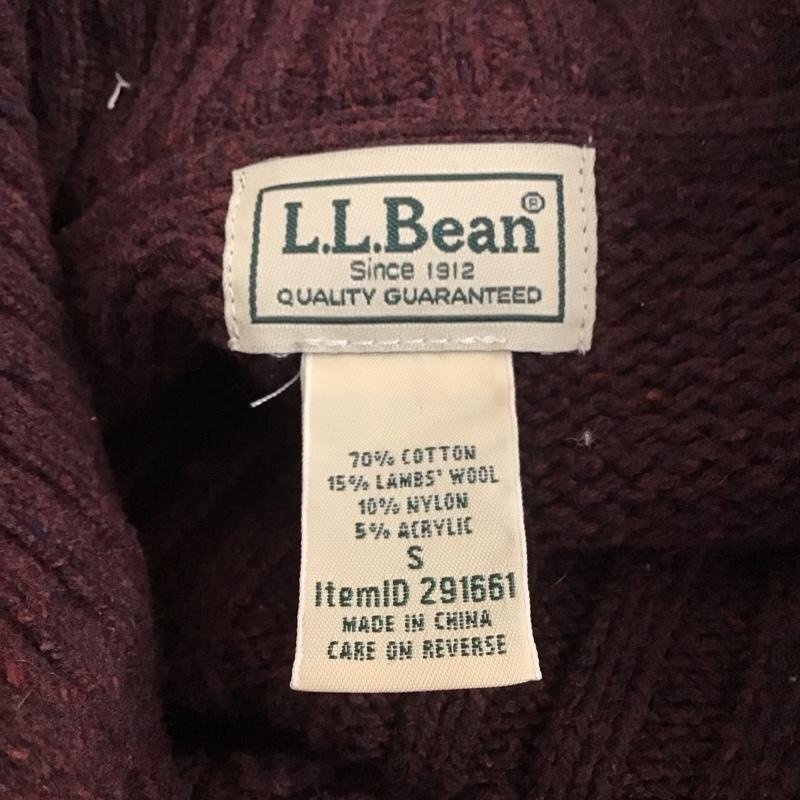 L.L.Bean®
Since 1912
QUALITY GUARANTEED
70% COTTON
15% LAMBS' WOOL
10% NYLON
5% ACRYLIC
S
ItemID 291661
MADE IN CHINA
CARE ON REVERSE